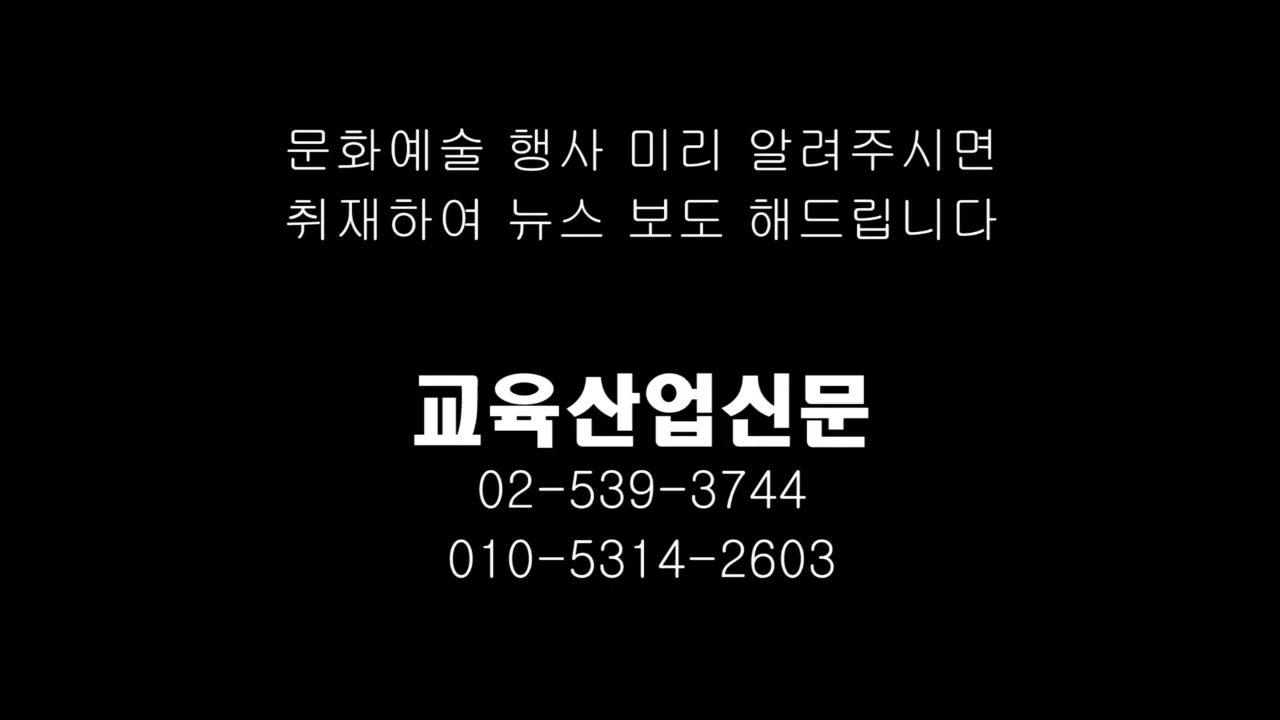 문화예술 행사 미리 알려주시면
취재하여 뉴스 보도 해드립니다
교육산업신문
02-539-3744
010-5314-2603